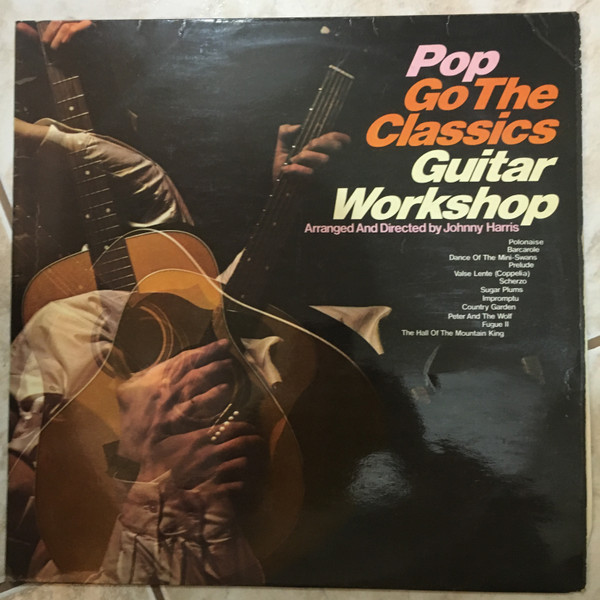 Pop
Go The
Classics
Guitar
Workshop
Arranged And Directed by Johnny Harris
Polonaise
Barcarole
Dance Of The Mini-Swans
Prelude
Valse Lente (Coppelia)
Scherzo
Sugar Plums
Impromptu
Country Garden
Peter And The Wolf
Fugue II
The Hall Of The Mountain King